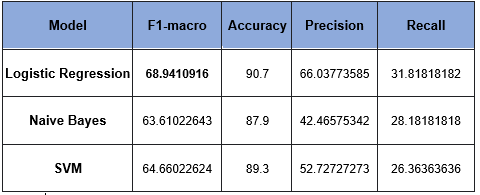 Model F1-macro Accuracy Precision Recall
Logistic Regression 68.9410916 90.7 66.03773585 31.81818182
Naive Bayes 63.61022643 87.9 42.46575342 28.18181818
SVM 64.66022624 89.3 52.72727273 26.36363636